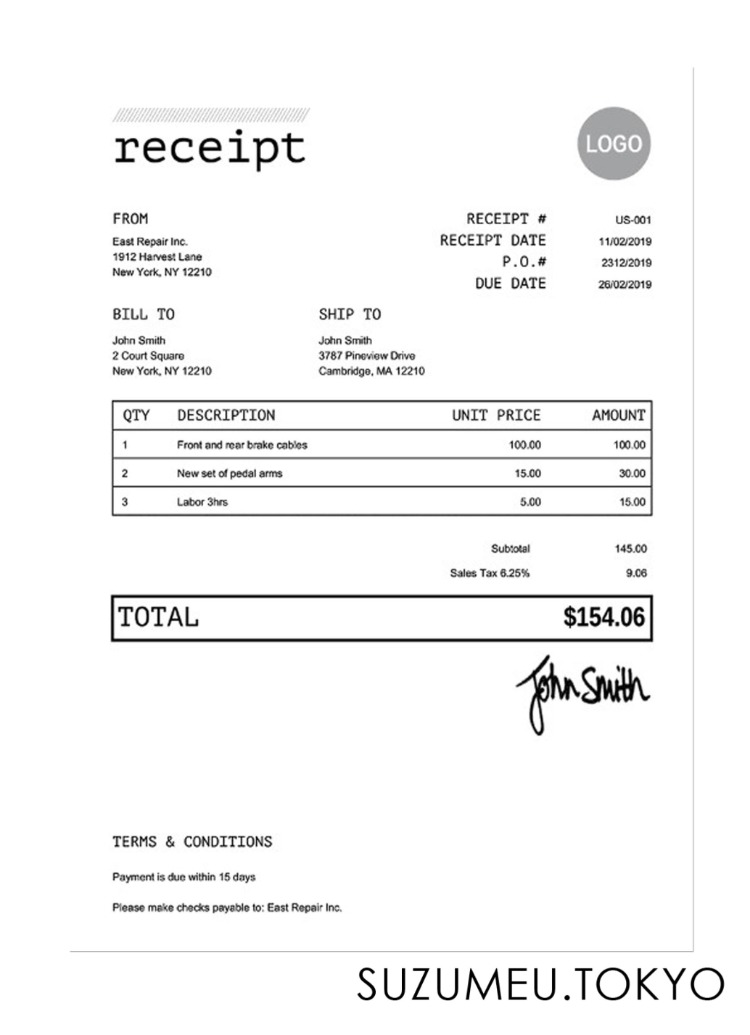 receipt
LOGO
FROM
East Repair Inc.
1912 Harvest Lane
New York, NY 12210
RECEIPT # US-001
RECEIPT DATE 11/02/2019
P.O.# 2312/2019
DUE DATE 26/02/2019
BILL TO
John Smith
2 Court Square
New York, NY 12210
SHIP TO
John Smith
3787 Pineview Drive
Cambridge, MA 12210
QTY DESCRIPTION UNIT PRICE AMOUNT
1 Front and rear brake cables 100.00 100.00
2 New set of pedal arms 15.00 30.00
3 Labor 3hrs 5.00 15.00
Subtotal 145.00
Sales Tax 6.25% 9.06
TOTAL $154.06
John Smith
TERMS & CONDITIONS
Payment is due within 15 days
Please make checks payable to: East Repair Inc.
SUZUMEU.TOKYO